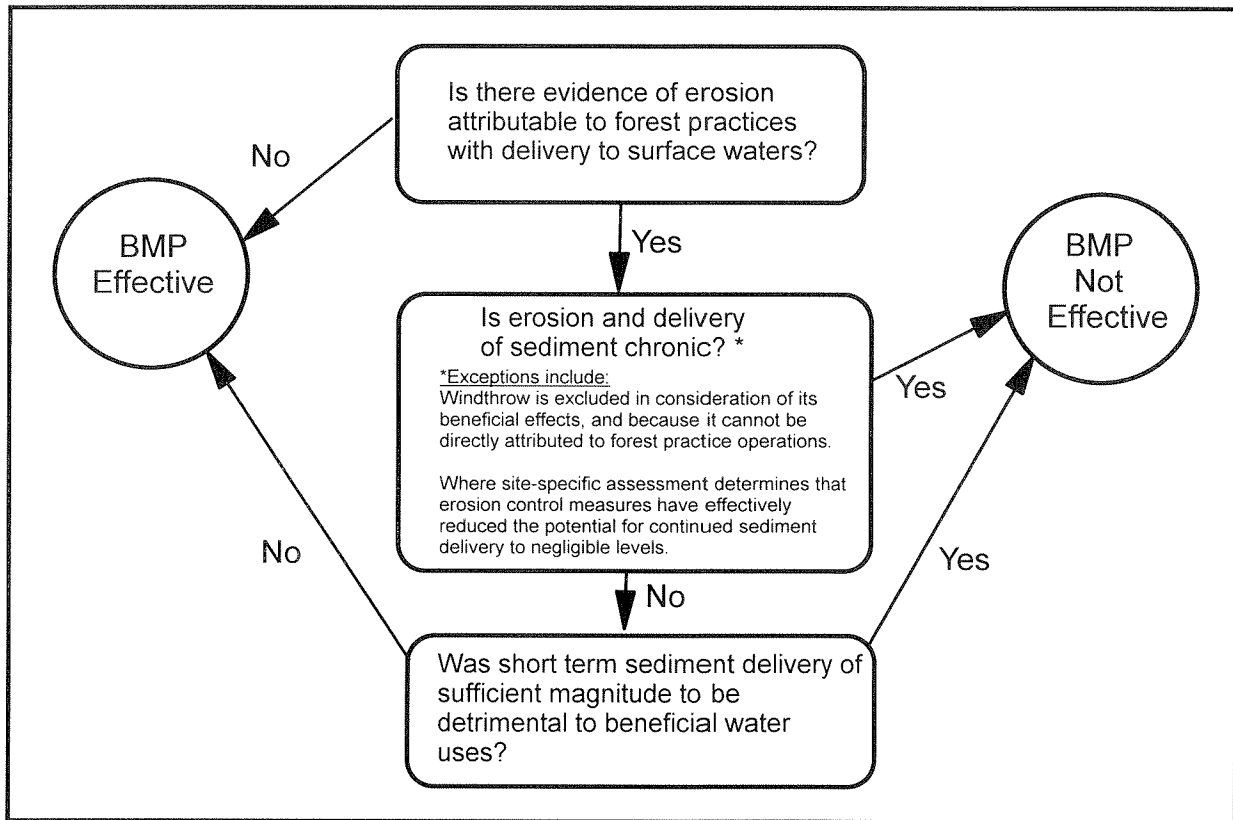 Is there evidence of erosion
attributable to forest practices
with delivery to surface waters?
No
Yes
BMP
Effective
BMP
Not
Effective
Is erosion and delivery
of sediment chronic? *
*Exceptions include:
Windthrow is excluded in consideration of its
beneficial effects, and because it cannot be
directly attributed to forest practice operations.
Where site-specific assessment determines that
erosion control measures have effectively
reduced the potential for continued sediment
delivery to negligible levels.
Yes
No
No
Yes
Was short term sediment delivery of
sufficient magnitude to be
detrimental to beneficial water
uses?